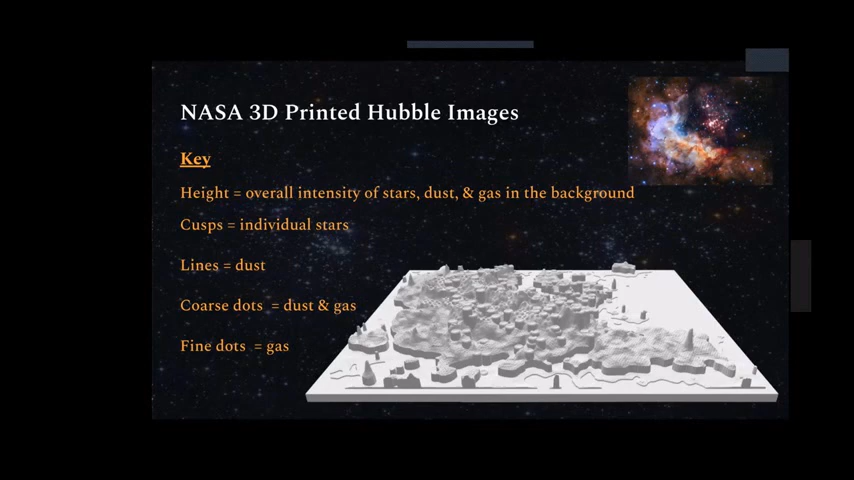 NASA 3D Printed Hubble Images
Key
Height = overall intensity of stars, dust, & gas in the background
Cusps = individual stars
Lines = dust
Coarse dots = dust & gas
Fine dots = gas